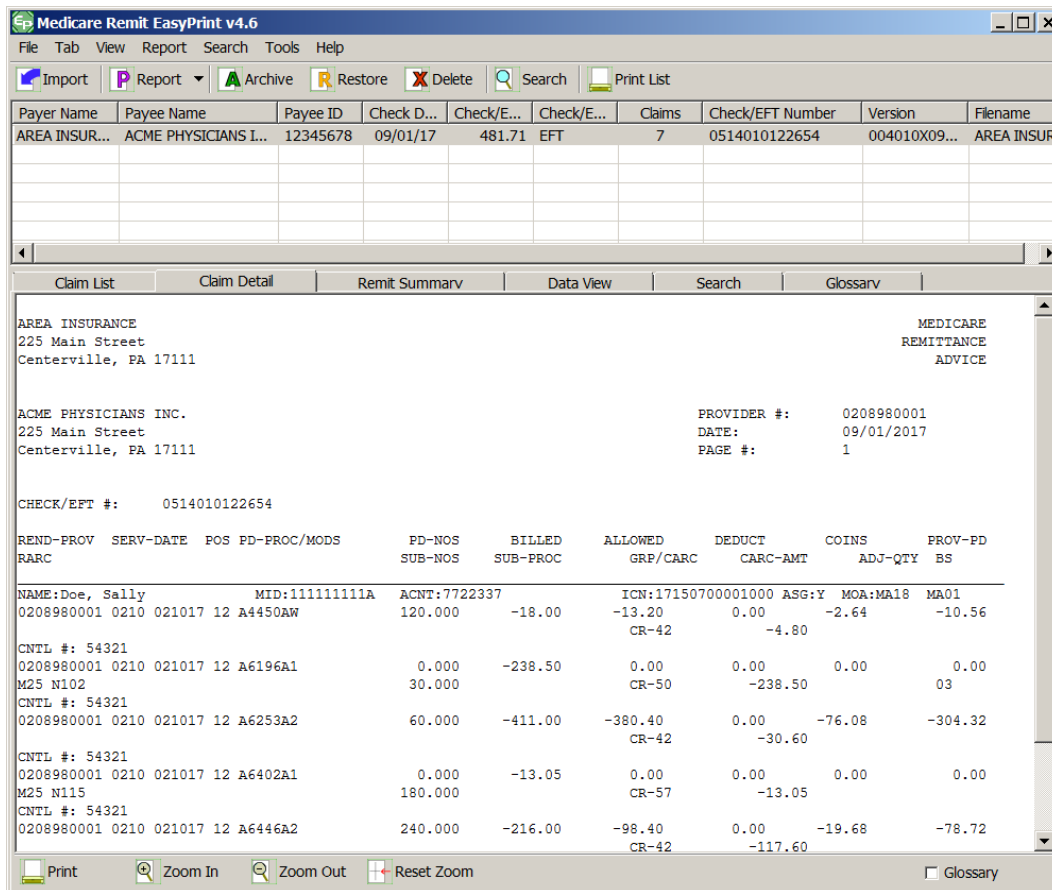 EP Medicare Remit EasyPrint v4.6
File Tab View Report Search Tools Help
Import P Report A Archive R Restore X Delete Search Print List
Payer Name Payee Name Payee ID Check D... Check/E... Check/E... Claims Check/EFT Number Version Filename
AREA INSUR... ACME PHYSICIANS I... 12345678 09/01/17 481.71 EFT 7 0514010122654 004010X09... AREA INSUR
Claim List Claim Detail Remit Summary Data View Search Glossary
AREA INSURANCE MEDICARE
225 Main Street REMITTANCE
Centerville, PA 17111 ADVICE
ACME PHYSICIANS INC. PROVIDER #: 0208980001
225 Main Street DATE: 09/01/2017
Centerville, PA 17111 PAGE #: 1
CHECK/EFT #: 0514010122654
REND-PROV SERV-DATE POS PD-PROC/MODS PD-NOS BILLED ALLOWED DEDUCT COINS PROV-PD
RARC SUB-NOS SUB-PROC GRP/CARC CARC-AMT ADJ-QTY BS
NAME:Doe, Sally MID:111111111A ACNT:7722337 ICN:17150700001000 ASG:Y MOA:MA18 MA01
0208980001 0210 021017 12 A4450AW 120.000 -18.00 -13.20 0.00 -2.64 -10.56
CR-42 -4.80
CNTL #: 54321
0208980001 0210 021017 12 A6196A1 0.000 -238.50 0.00 0.00 0.00 0.00
M25 N102 30.000 CR-50 -238.50 03
CNTL #: 54321
0208980001 0210 021017 12 A6253A2 60.000 -411.00 -380.40 0.00 -76.08 -304.32
CR-42 -30.60
CNTL #: 54321
0208980001 0210 021017 12 A6402A1 0.000 -13.05 0.00 0.00 0.00 0.00
M25 N115 180.000 CR-57 -13.05
CNTL #: 54321
0208980001 0210 021017 12 A6446A2 240.000 -216.00 -98.40 0.00 -19.68 -78.72
CR-42 -117.60
Print Zoom In Zoom Out Reset Zoom Glossary